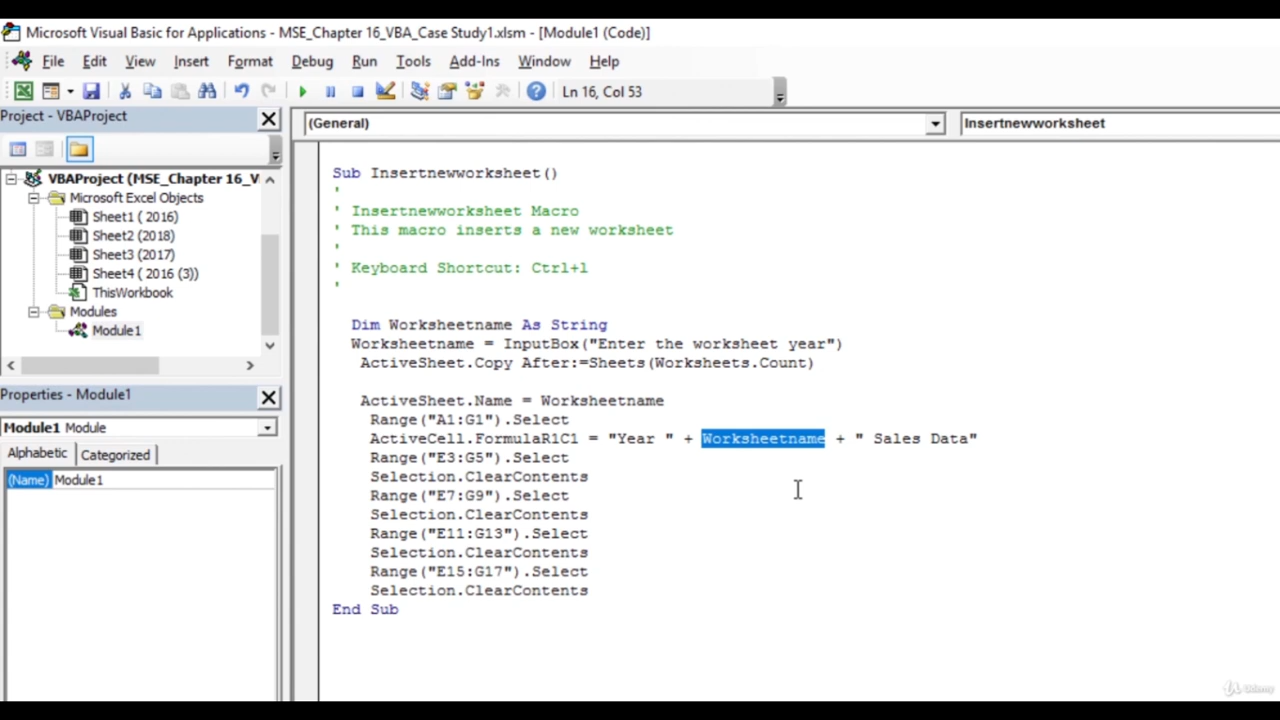 Microsoft Visual Basic for Applications - MSE_Chapter 16_VBA_Case Study1.xlsm - [Module1 (Code)]
File Edit View Insert Format Debug Run Tools Add-Ins Window Help
Ln 16, Col 53
Project - VBAProject
(General)
Insertnewworksheet
VBAProject (MSE_Chapter 16_V
Microsoft Excel Objects
Sheet1 ( 2016)
Sheet2 (2018)
Sheet3 (2017)
Sheet4 ( 2016 (3))
ThisWorkbook
Modules
Module1
Properties - Module1
Module1 Module
Alphabetic Categorized
(Name) Module1
Sub Insertnewworksheet()
'
' Insertnewworksheet Macro
' This macro inserts a new worksheet
'
' Keyboard Shortcut: Ctrl+l
'
Dim Worksheetname As String
Worksheetname = InputBox("Enter the worksheet year")
ActiveSheet.Copy After:=Sheets(Worksheets.Count)
ActiveSheet.Name = Worksheetname
Range("A1:G1").Select
ActiveCell.FormulaR1C1 = "Year " + Worksheetname + " Sales Data"
Range("E3:G5").Select
Selection.ClearContents
Range("E7:G9").Select
Selection.ClearContents
Range("E11:G13").Select
Selection.ClearContents
Range("E15:G17").Select
Selection.ClearContents
End Sub
Udemy